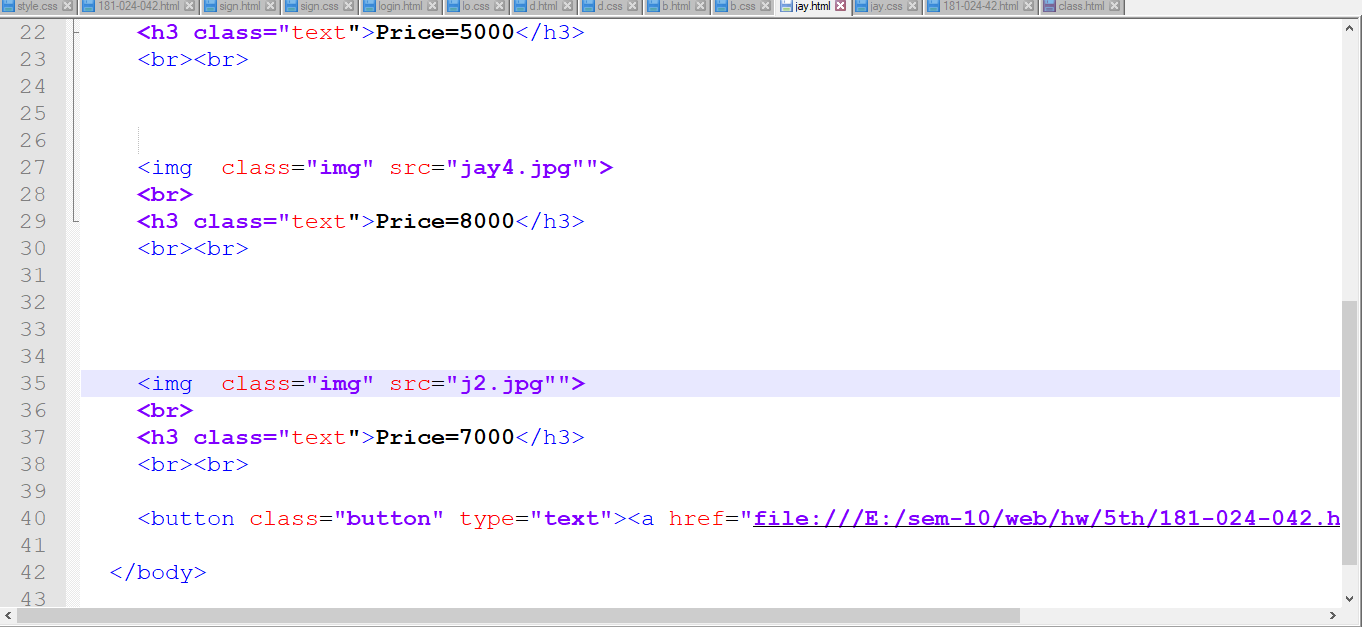 style.css 181-024-042.html sign.html sign.css login.html lo.css d.html d.css b.html b.css jay.html jay.css 181-024-42.html class.html
22 <h3 class="text">Price=5000</h3>
23 <br><br>
24
25
26
27 <img  class="img" src="jay4.jpg"">
28 <br>
29 <h3 class="text">Price=8000</h3>
30 <br><br>
31
32
33
34
35 <img  class="img" src="j2.jpg"">
36 <br>
37 <h3 class="text">Price=7000</h3>
38 <br><br>
39
40 <button class="button" type="text"><a href="file:///E:/sem-10/web/hw/5th/181-024-042.h
41
42 </body>
43